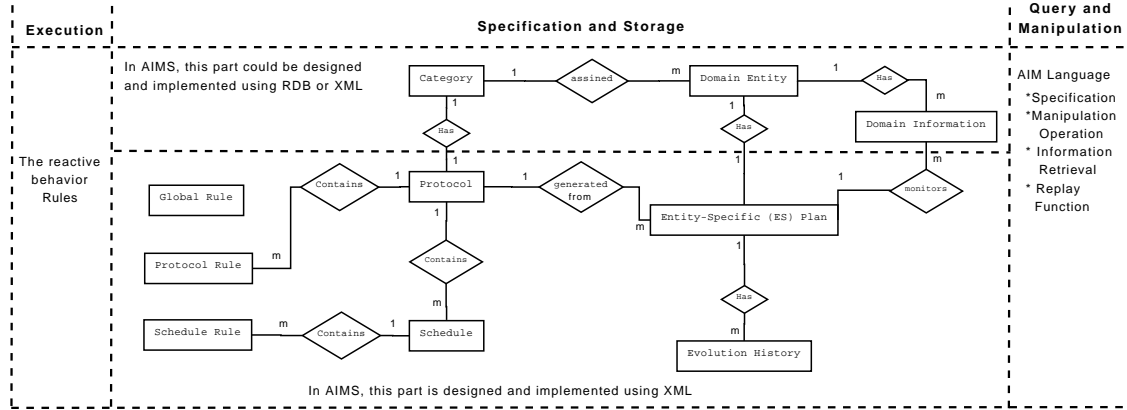 Execution
Specification and Storage
Query and
Manipulation
In AIMS, this part could be designed
and implemented using RDB or XML
Category
1
assined
m
Domain Entity
1
Has
m
Domain Information
AIM Language
*Specification
*Manipulation
Operation
* Information
Retrieval
* Replay
Function
1
Has
1
1
Has
1
m
The reactive
behavior
Rules
Global Rule
Contains
1
Protocol
1
generated
from
m
Entity-Specific (ES) Plan
1
monitors
m
Protocol Rule
1
Contains
m
1
Has
m
Schedule Rule
m
Contains
1
Schedule
Evolution History
In AIMS, this part is designed and implemented using XML